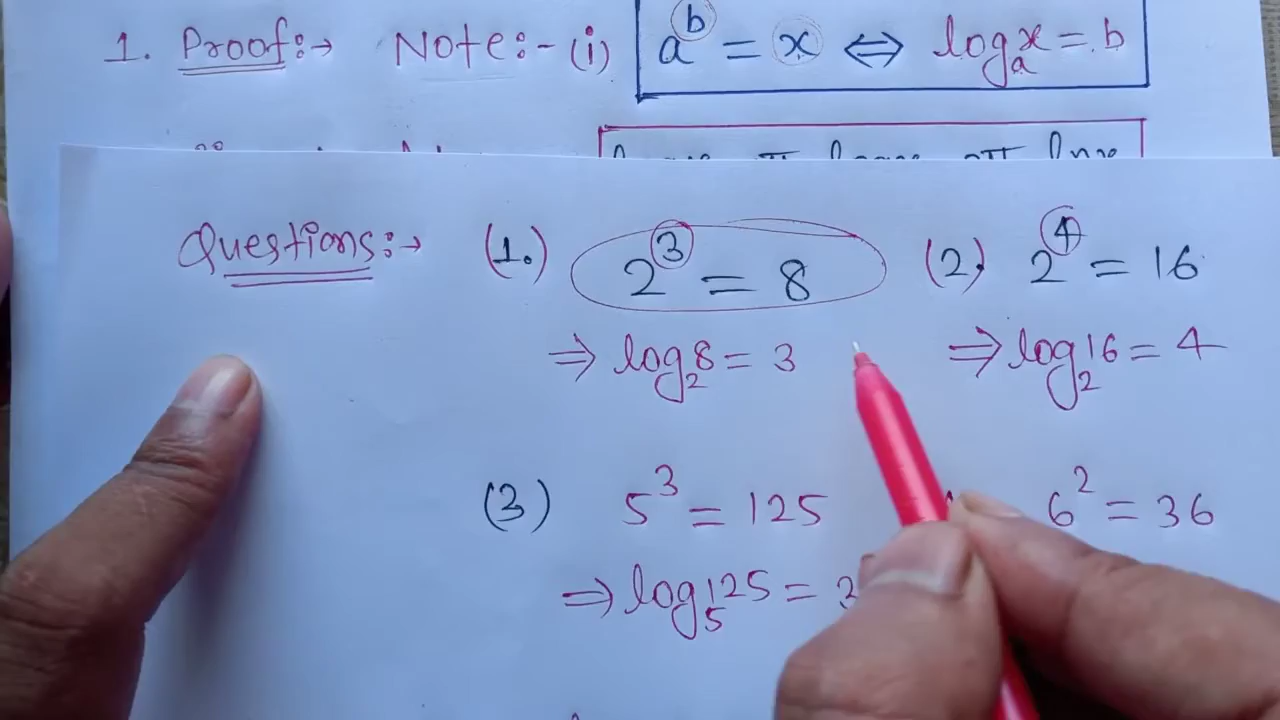 1. Proof:→ Note:- (i) a^b = x ⇔ log_a x = b
Questions:→ (1.) 2^3 = 8 (2) 2^4 = 16
⇒ log_2 8 = 3 ⇒ log_2 16 = 4
(3) 5^3 = 125 6^2 = 36
⇒ log_5 125 = 3